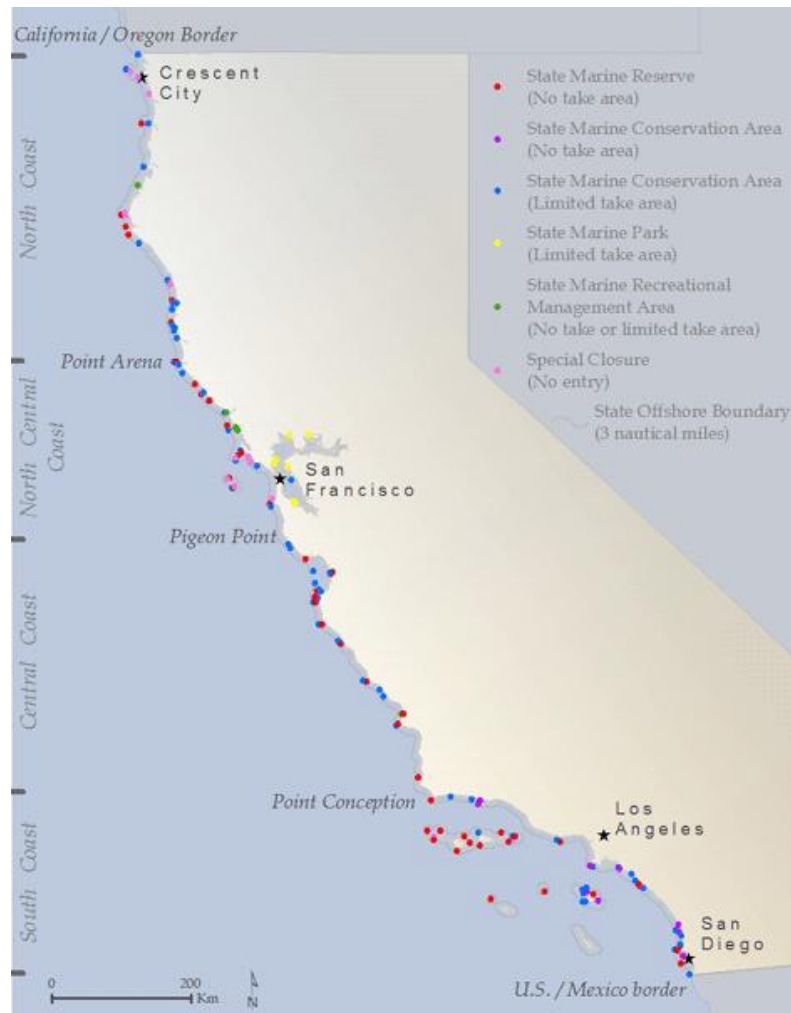 California / Oregon Border
Crescent
City
North Coast
Point Arena
North Central
Coast
San
Francisco
Pigeon Point
Central Coast
Point Conception
Los
Angeles
South Coast
San
Diego
U.S. / Mexico border
0 200
Km
N
State Marine Reserve
(No take area)
State Marine Conservation Area
(No take area)
State Marine Conservation Area
(Limited take area)
State Marine Park
(Limited take area)
State Marine Recreational
Management Area
(No take or limited take area)
Special Closure
(No entry)
State Offshore Boundary
(3 nautical miles)